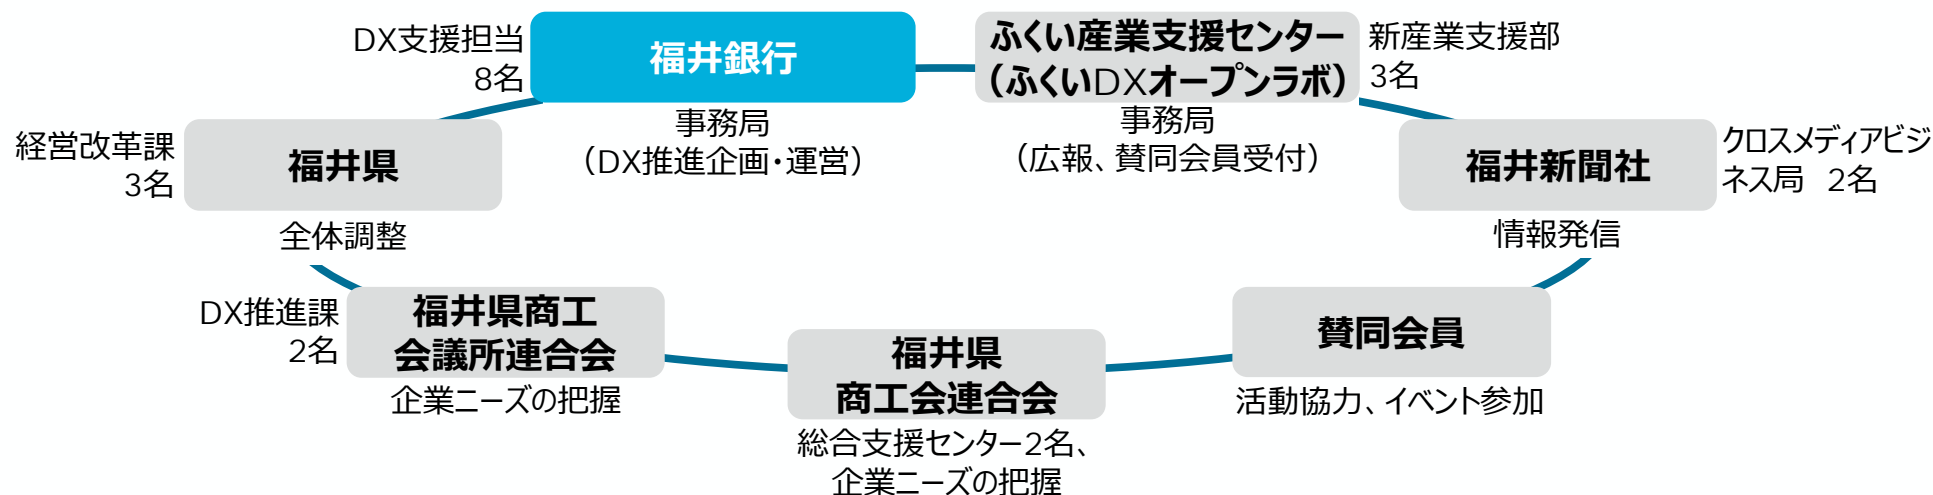 DX支援担当
8名
福井銀行
事務局
（DX推進企画・運営）
ふくい産業支援センター
（ふくいDXオープンラボ）
新産業支援部
3名
事務局
（広報、賛同会員受付）
経営改革課
3名
福井県
全体調整
福井新聞社
クロスメディアビジ
ネス局　2名
情報発信
DX推進課
2名
福井県商工
会議所連合会
企業ニーズの把握
福井県
商工会連合会
総合支援センター2名、
企業ニーズの把握
賛同会員
活動協力、イベント参加